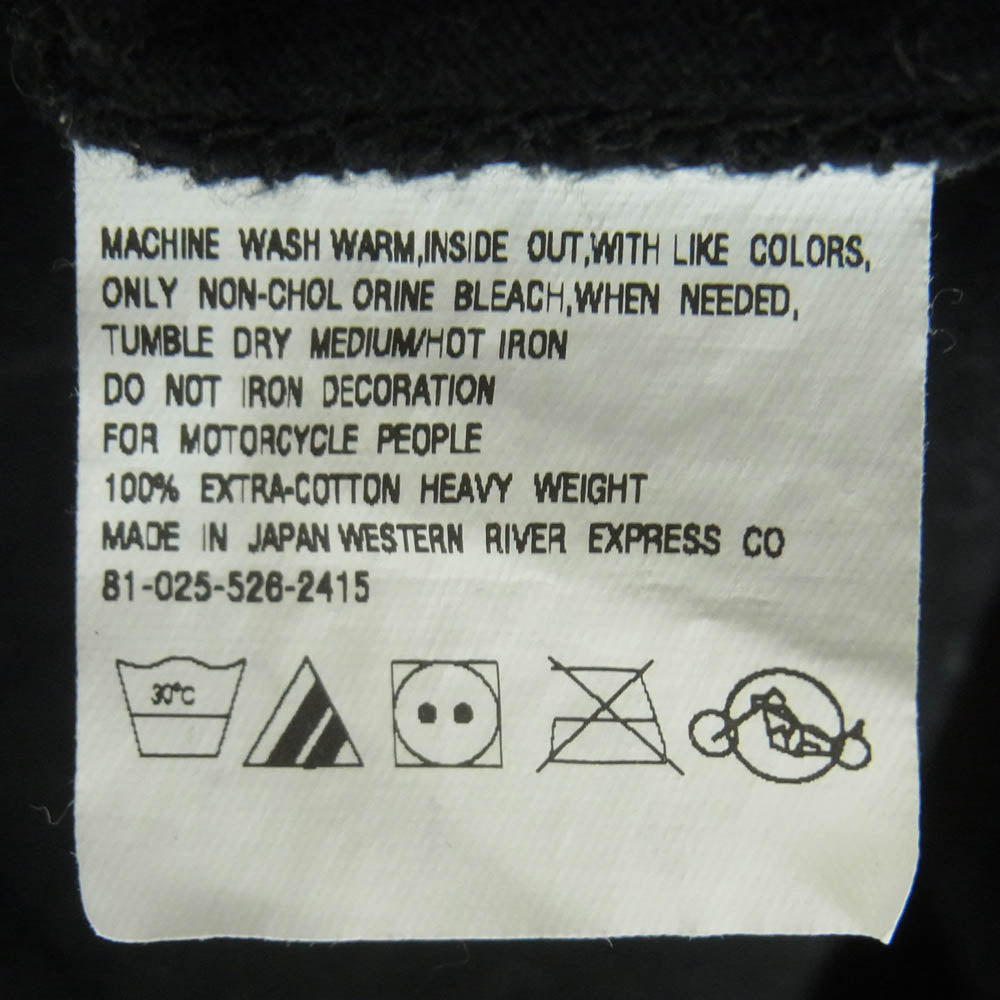 MACHINE WASH WARM,INSIDE OUT,WITH LIKE COLORS,
ONLY NON-CHOL ORINE BLEACH,WHEN NEEDED,
TUMBLE DRY MEDIUM/HOT IRON
DO NOT IRON DECORATION
FOR MOTORCYCLE PEOPLE
100% EXTRA-COTTON HEAVY WEIGHT
MADE IN JAPAN WESTERN RIVER EXPRESS CO
81-025-526-2415
30°C